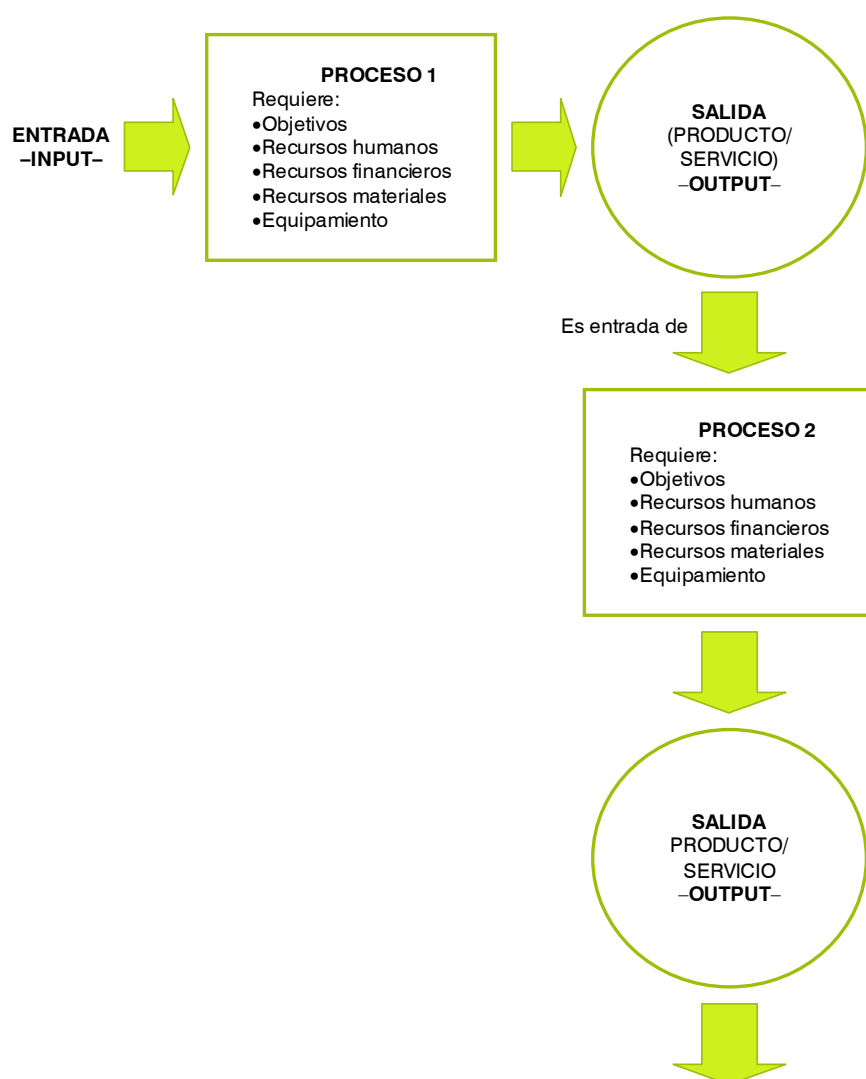 ENTRADA
–INPUT–
PROCESO 1
Requiere:
•Objetivos
•Recursos humanos
•Recursos financieros
•Recursos materiales
•Equipamiento
SALIDA
(PRODUCTO/
SERVICIO)
–OUTPUT–
Es entrada de
PROCESO 2
Requiere:
•Objetivos
•Recursos humanos
•Recursos financieros
•Recursos materiales
•Equipamiento
SALIDA
PRODUCTO/
SERVICIO
–OUTPUT–